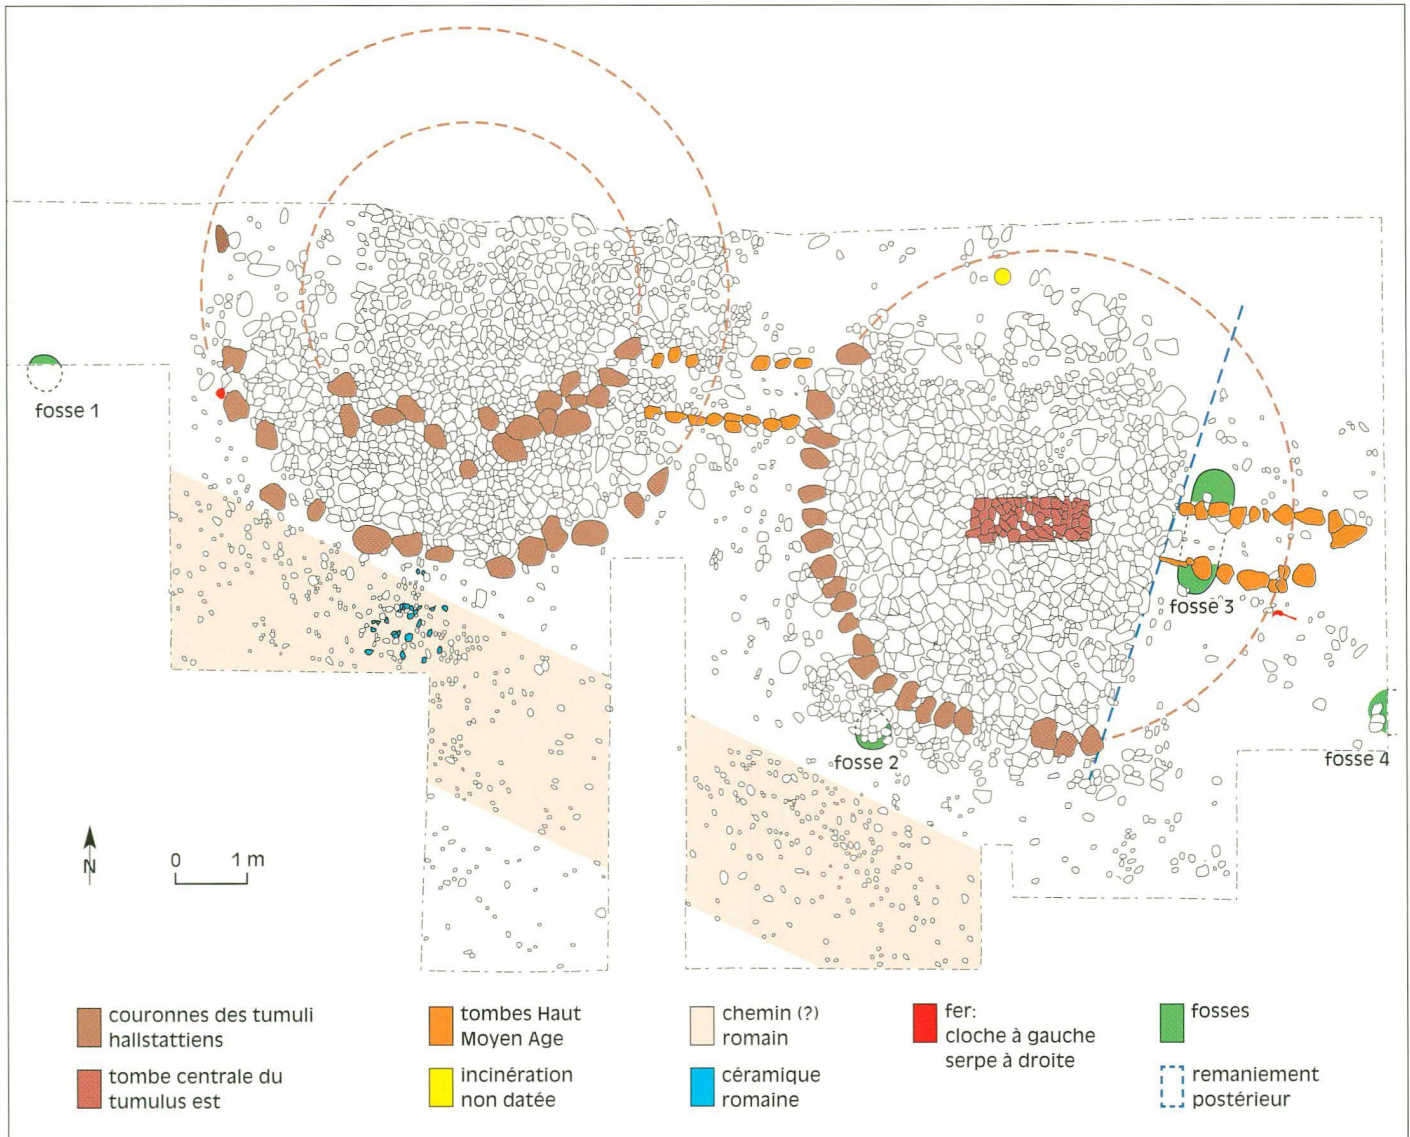 fosse 1
fosse 3
fosse 2
fosse 4
N
0 1 m
couronnes des tumuli
hallstattiens
tombe centrale du
tumulus est
tombes Haut
Moyen Age
incinération
non datée
chemin (?)
romain
céramique
romaine
fer:
cloche à gauche
serpe à droite
fosses
remaniement
postérieur